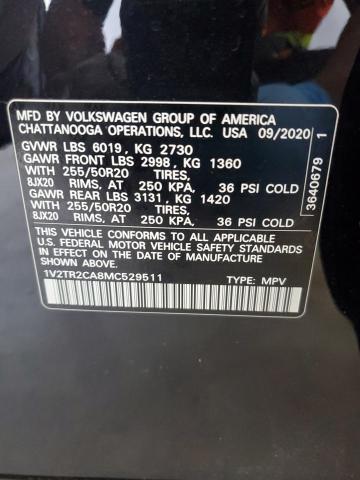 MFD BY VOLKSWAGEN GROUP OF AMERICA
CHATTANOOGA OPERATIONS, LLC. USA 09/2020
GVWR LBS 6019, KG 2730
GAWR FRONT LBS 2998, KG 1360
WITH 255/50R20 TIRES,
8JX20 RIMS, AT 250 KPA, 36 PSI COLD
GAWR REAR LBS 3131, KG 1420
WITH 255/50R20 TIRES,
8JX20 RIMS, AT 250 KPA, 36 PSI COLD
THIS VEHICLE CONFORMS TO ALL APPLICABLE
U.S. FEDERAL MOTOR VEHICLE SAFETY STANDARDS
IN EFFECT ON THE DATE OF MANUFACTURE
SHOWN ABOVE.
1V2TR2CA8MC529511 TYPE: MPV
3640679 1